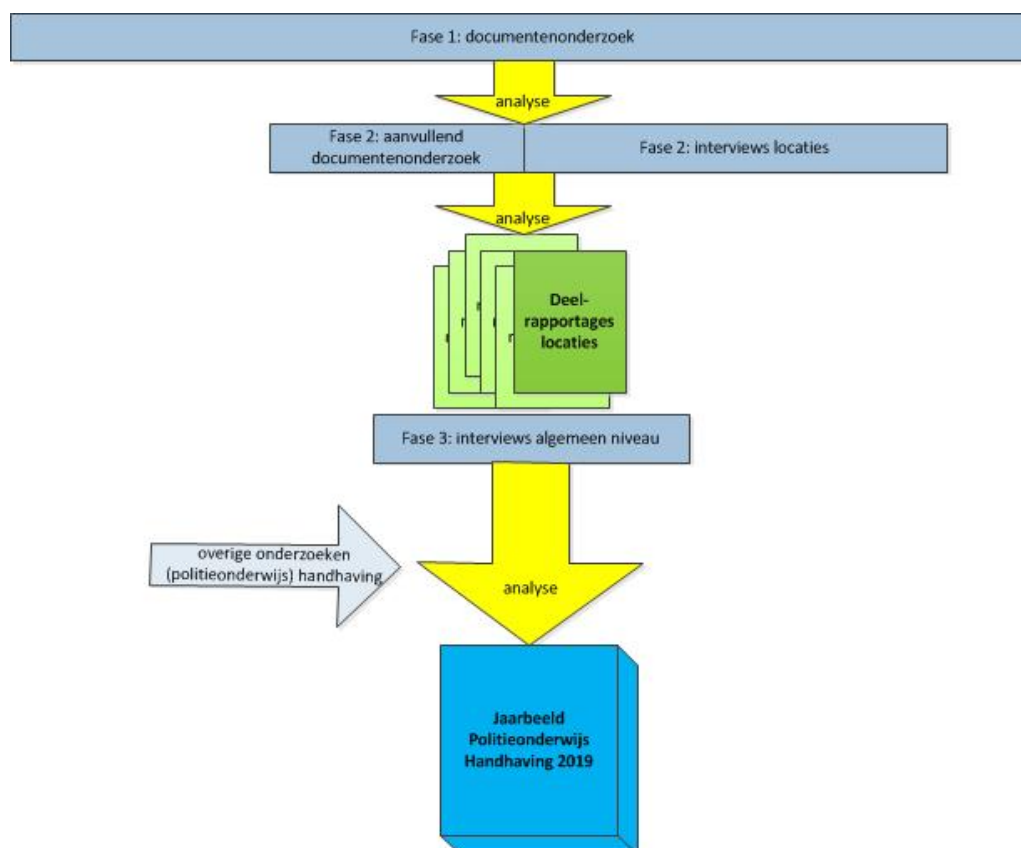 Fase 1: documentenonderzoek
analyse
Fase 2: aanvullend
documentenonderzoek
Fase 2: interviews locaties
analyse
Deel-
rapportages
locaties
Fase 3: interviews algemeen niveau
overige onderzoeken
(politieonderwijs) handhaving
analyse
Jaarbeeld
Politieonderwijs
Handhaving 2019